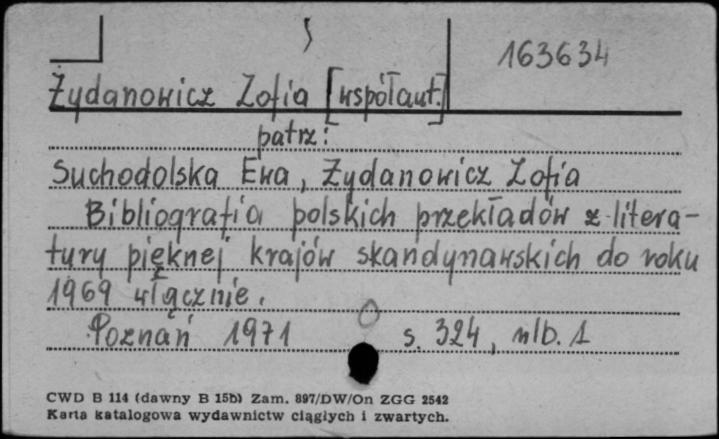 163634
Żydanowicz Zofia [współaut.]
patrz:
Suchodolska Ewa, Żydanowicz Zofia
Bibliografia polskich przekładów z litera-
tury pięknej krajów skandynawskich do roku
1969 włącznie.
Poznań 1971 s. 324, nlb. 1
CWD B 114 (dawny B 15b) Zam. 897/DW/On ZGG 2542
Karta katalogowa wydawnictw ciągłych i zwartych.